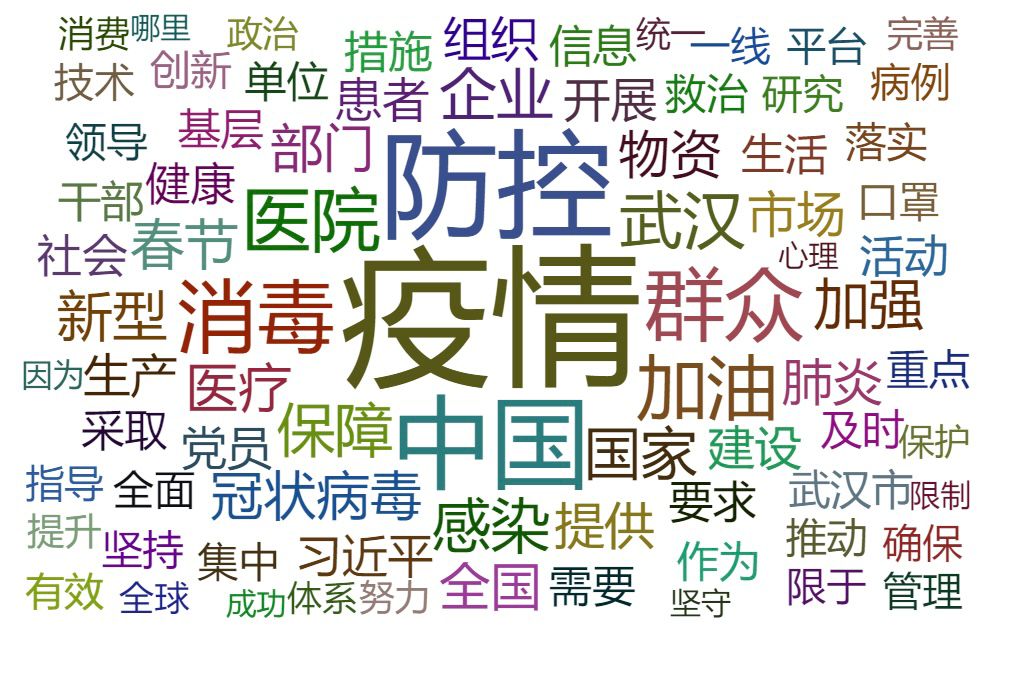 消费
哪里
政治
措施
组织
信息
统一
一线
平台
完善
技术
创新
单位
患者
企业
开展
救治
研究
病例
领导
基层
部门
防控
物资
生活
落实
干部
健康
医院
武汉
市场
口罩
社会
春节
心理
活动
新型
消毒
疫情
群众
加强
因为
生产
医疗
加油
肺炎
重点
采取
党员
保障
中国
国家
建设
及时
保护
指导
全面
冠状病毒
感染
提供
要求
武汉市
限制
提升
坚持
集中
习近平
作为
推动
确保
有效
全球
成功
体系
努力
全国
需要
坚守
限于
管理